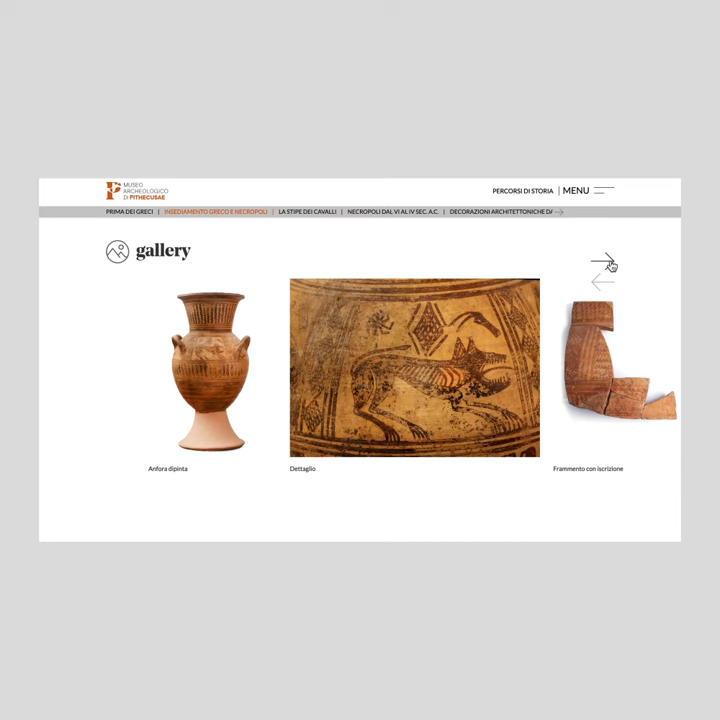 MUSEO
ARCHEOLOGICO
DI PITHECUSAE
PERCORSI DI STORIA | MENU
PRIMA DEI GRECI | INSEDIAMENTO GRECO E NECROPOLI | LA STIPE DEI CAVALLI | NECROPOLI DAL VI AL IV SEC. A.C. | DECORAZIONI ARCHITETTONICHE DA
gallery
Anfora dipinta
Dettaglio
Frammento con iscrizione